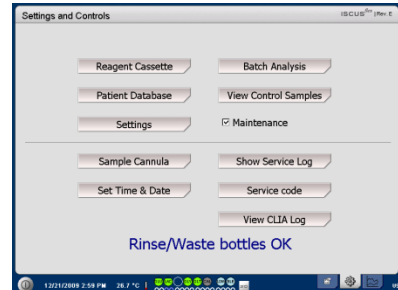 Settings and Controls
ISCUSflex | Rev. E
Reagent Cassette
Batch Analysis
Patient Database
View Control Samples
Settings
Maintenance
Sample Cannula
Show Service Log
Set Time & Date
Service code
View CLIA Log
Rinse/Waste bottles OK
12/21/2009 2:59 PM 26.7 °C